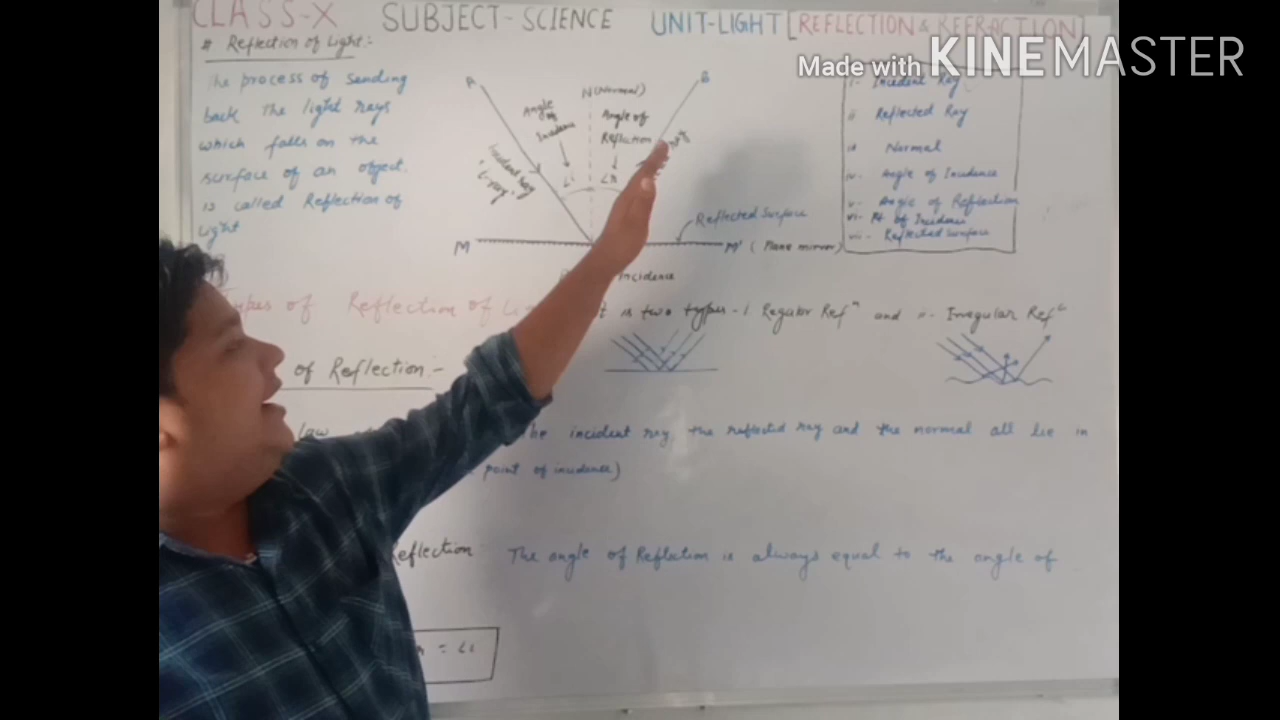 CLASS-X SUBJECT-SCIENCE UNIT-LIGHT [REFLECTION & REFRACTION]
Made with KINEMASTER
# Reflection of Light:-
The process of sending
back the light rays
which falls on the
surface of an object
is called Reflection of
light
A
N (Normal)
B
Angle
of
Incidence
Angle of
Reflection
Incident ray
"i-ray"
∠i
∠r
Reflected Surface
M
M' (Plane mirror)
Incidence
i- Incident Ray
ii Reflected Ray
Normal
iv- Angle of Incidence
v- Angle of Reflection
vi- Pt. of Incidence
vii- Reflected Surface
Types of Reflection of
it is two types - i. Regular Refⁿ and ii- Irregular Ref
of Reflection:-
law
The incident ray the reflected ray and the normal all lie in
point of incidence)
Reflection The angle of Reflection is always equal to the angle of
= ∠i